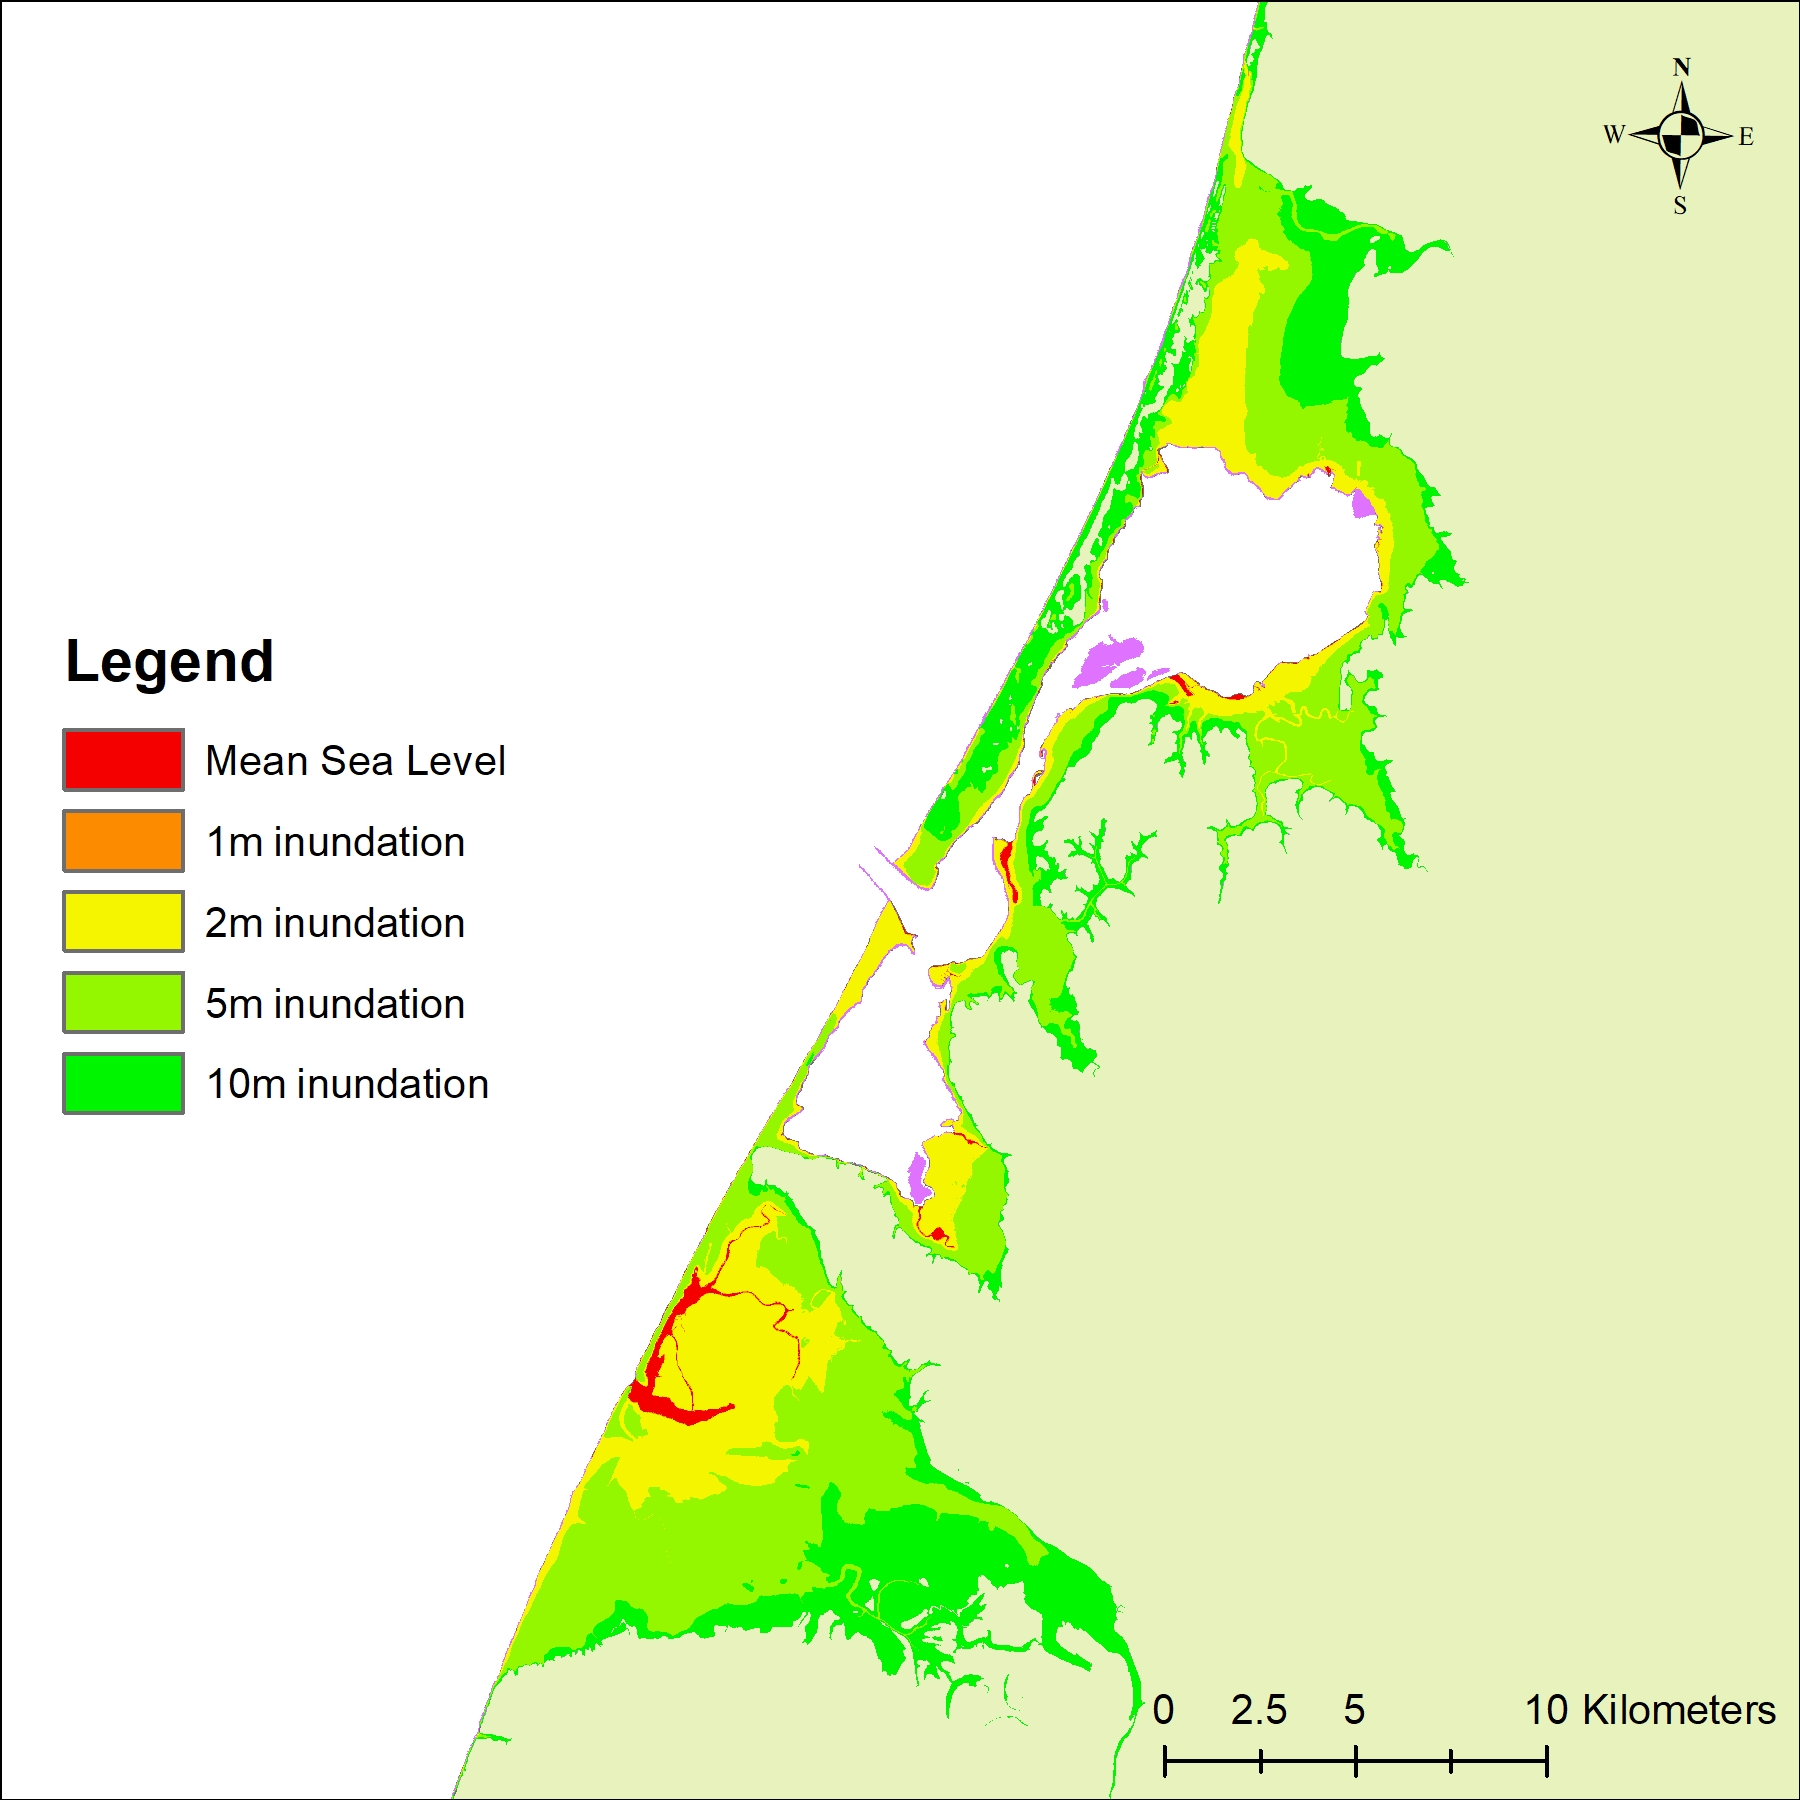 N
W E
S
Legend
Mean Sea Level
1m inundation
2m inundation
5m inundation
10m inundation
0 2.5 5 10 Kilometers